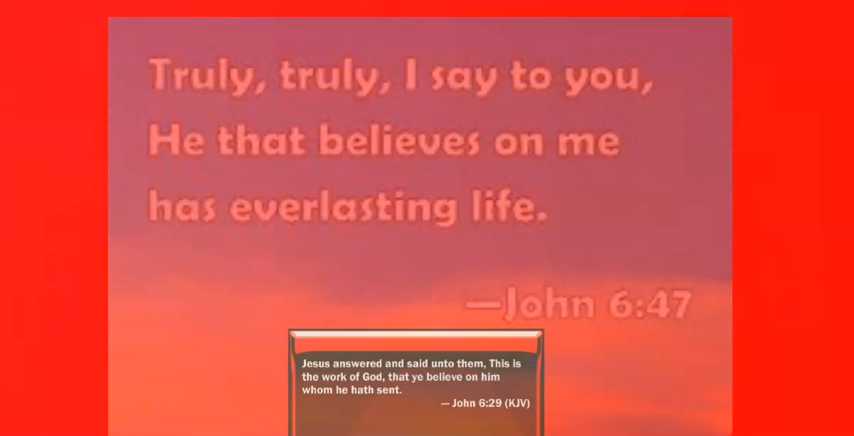 Truly, truly, I say to you,
He that believes on me
has everlasting life.
—John 6:47
Jesus answered and said unto them, This is
the work of God, that ye believe on him
whom he hath sent.
— John 6:29 (KJV)